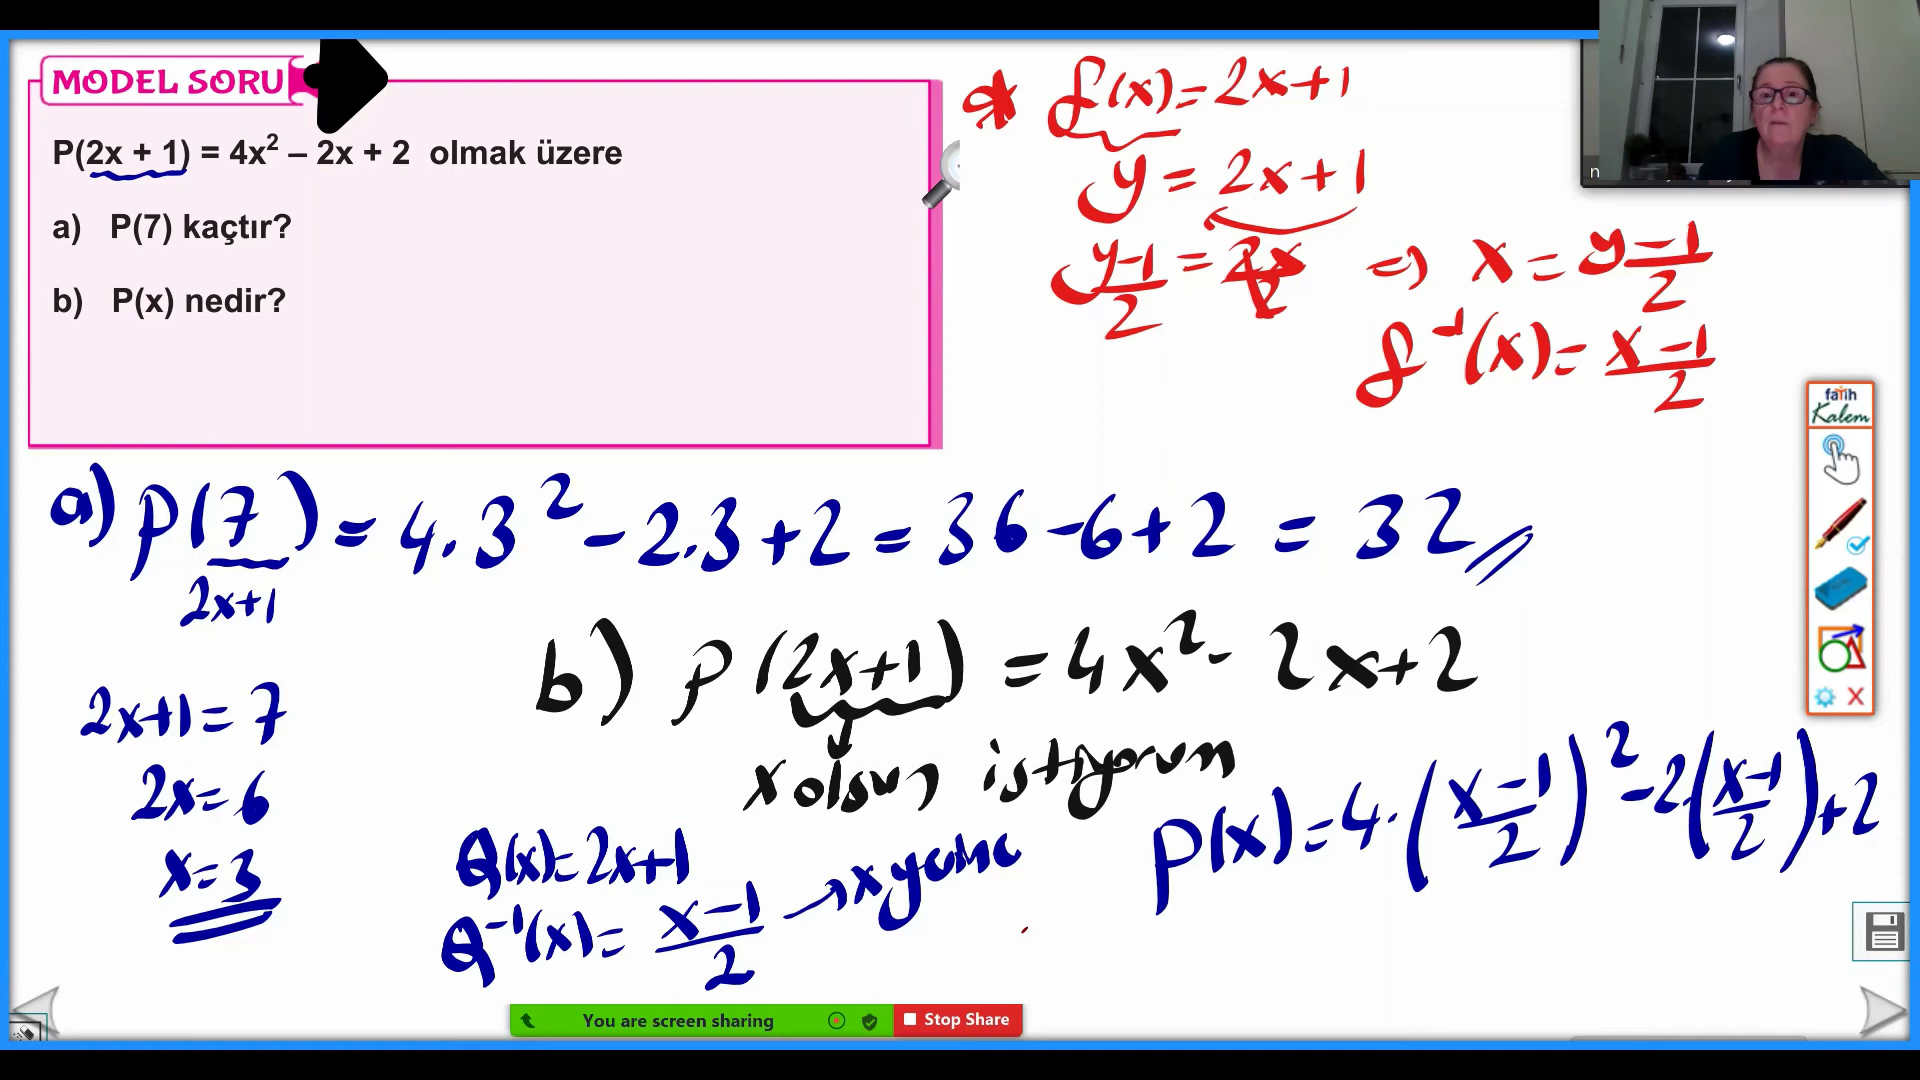 MODEL SORU
P(2x + 1) = 4x² – 2x + 2 olmak üzere
a) P(7) kaçtır?
b) P(x) nedir?
* f(x) = 2x+1
y = 2x+1
y-1/2 = 2x/2 ⇒ x = y-1/2
f⁻¹(x) = x-1/2
fatih
Kalem
a) P(7) = 4.3² - 2.3 + 2 = 36 - 6 + 2 = 32
2x+1
2x+1 = 7
2x = 6
x = 3
b) P(2x+1) = 4x² - 2x + 2
x olsun istiyorum
Q(x) = 2x+1
Q⁻¹(x) = x-1/2 → x yerine
P(x) = 4.(x-1/2)² - 2.(x-1/2) + 2
You are screen sharing
Stop Share